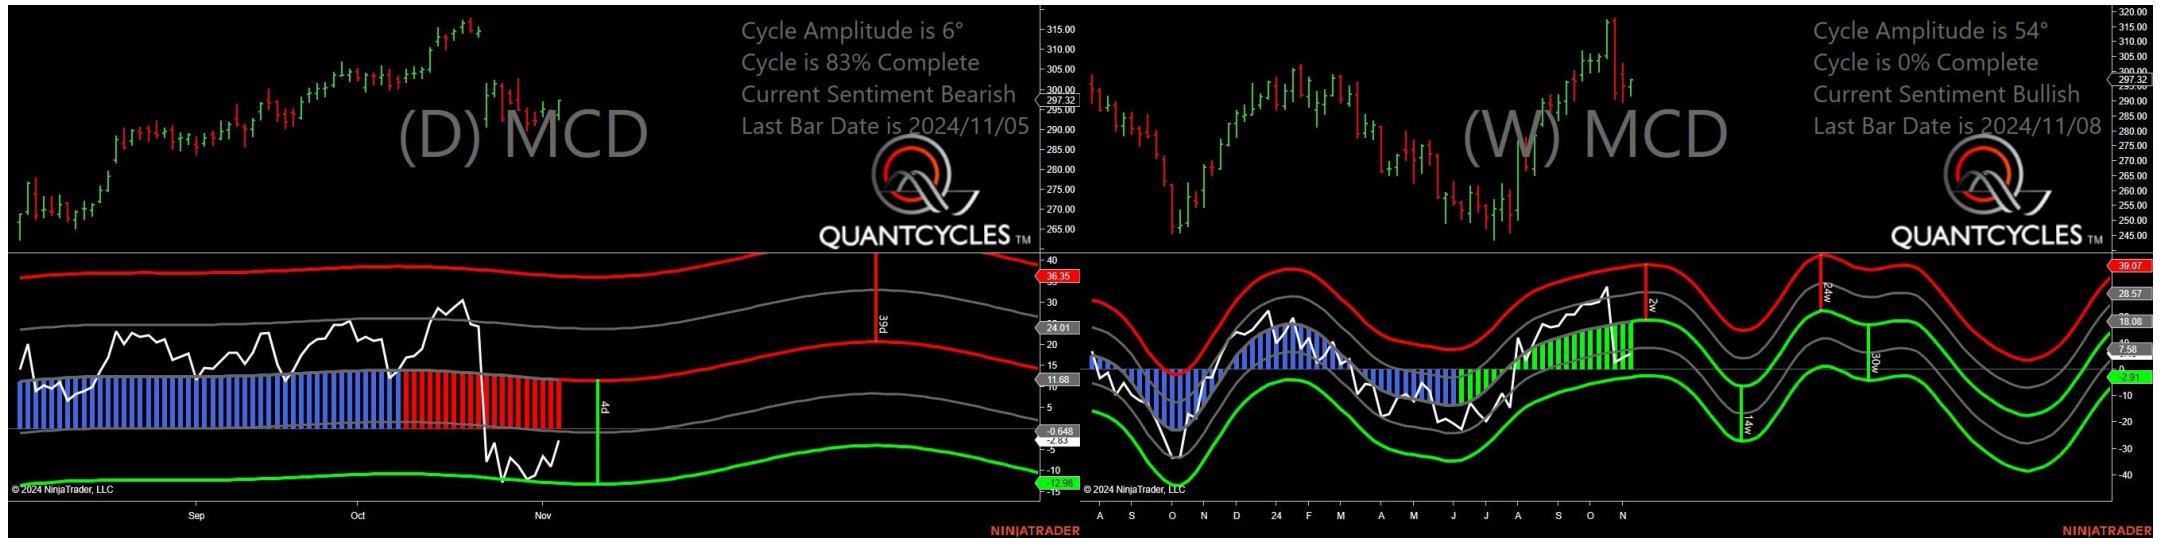 Cycle Amplitude is 6°
Cycle is 83% Complete
Current Sentiment Bearish
Last Bar Date is 2024/11/05
(D) MCD
QUANTCYCLES TM
315.00
310.00
305.00
300.00
297.32
295.00
290.00
285.00
280.00
275.00
270.00
265.00
40
36.35
30
24.01
20
15
11.68
5
-0.648
-2.83
-5
-10
-12.98
-15
39d
4d
© 2024 NinjaTrader, LLC
Sep Oct Nov
NINJATRADER
Cycle Amplitude is 54°
Cycle is 0% Complete
Current Sentiment Bullish
Last Bar Date is 2024/11/08
(W) MCD
QUANTCYCLES TM
320.00
315.00
310.00
305.00
300.00
297.32
295.00
290.00
285.00
280.00
275.00
270.00
265.00
260.00
255.00
250.00
245.00
39.07
28.57
18.08
7.58
0
-2.91
-10
-20
-30
-40
2w
24w
30w
14w
© 2024 NinjaTrader, LLC
A S O N D 24 F M A M J J A S O N
NINJATRADER